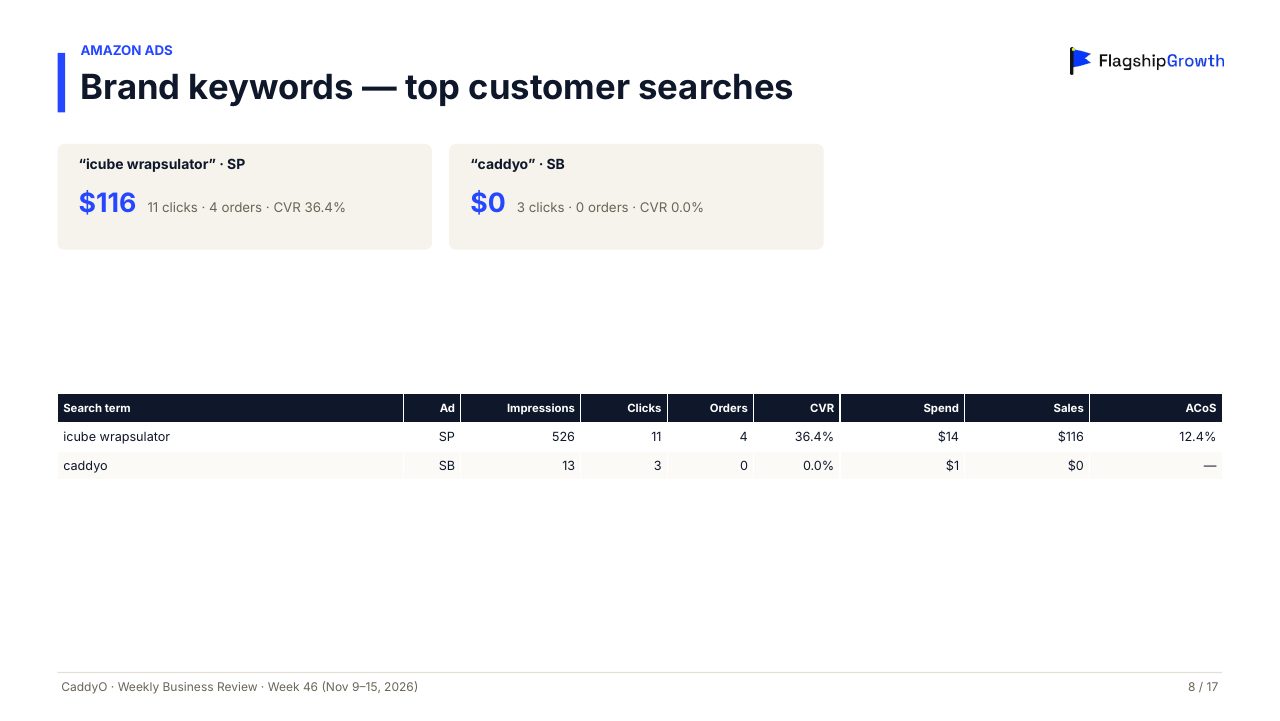 AMAZON ADS
Brand keywords — top customer searches
FlagshipGrowth
“icube wrapsulator” · SP
$116 11 clicks · 4 orders · CVR 36.4%
“caddyo” · SB
$0 3 clicks · 0 orders · CVR 0.0%
Search term Ad Impressions Clicks Orders CVR Spend Sales ACoS
icube wrapsulator SP 526 11 4 36.4% $14 $116 12.4%
caddyo SB 13 3 0 0.0% $1 $0 —
CaddyO · Weekly Business Review · Week 46 (Nov 9–15, 2026)
8 / 17